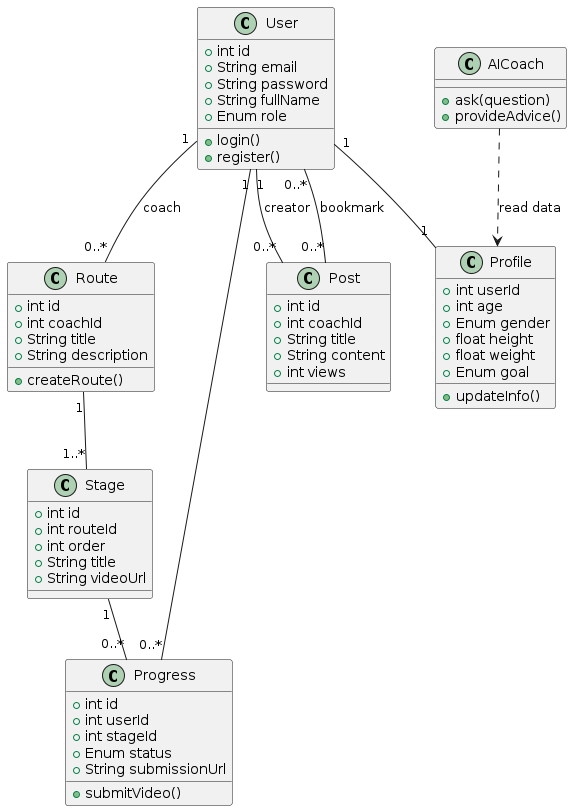 C User
int id
String email
String password
String fullName
Enum role
login()
register()
C AICoach
ask(question)
provideAdvice()
1
1
1
1
0..*
coach
creator
bookmark
read data
0..*
0..*
0..*
1
C Route
int id
int coachId
String title
String description
createRoute()
C Post
int id
int coachId
String title
String content
int views
C Profile
int userId
int age
Enum gender
float height
float weight
Enum goal
updateInfo()
1
1..*
C Stage
int id
int routeId
int order
String title
String videoUrl
1
0..*
0..*
C Progress
int id
int userId
int stageId
Enum status
String submissionUrl
submitVideo()